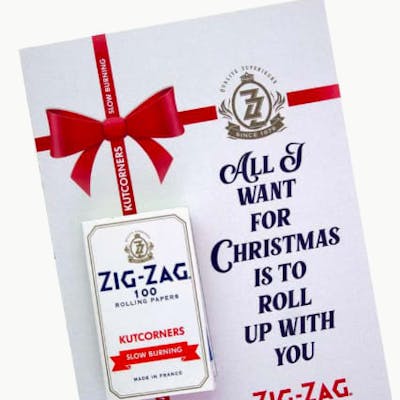 SLOW BURNING
KUTCORNERS
QUALITÉ SUPÉRIEURE
ZZ
SINCE 1879
ALL I
WANT
FOR
CHRISTMAS
IS TO
ROLL
UP WITH
YOU
ZIG-ZAG
ZIG-ZAG
100
ROLLING PAPERS
KUTCORNERS
SLOW BURNING
MADE IN FRANCE